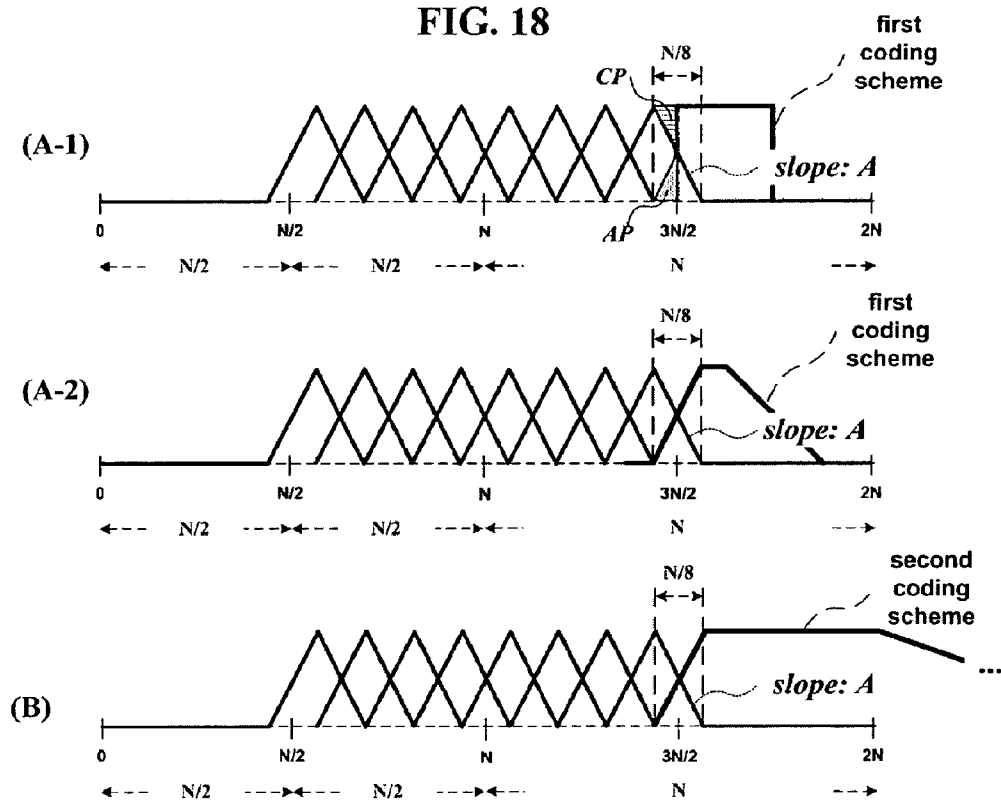 FIG. 18
first
coding
scheme
N/8
CP
(A-1)
slope: A
AP
0 N/2 N 3N/2 2N
N/2 N/2 N
first
coding
scheme
N/8
(A-2)
slope: A
0 N/2 N 3N/2 2N
N/2 N/2 N
second
coding
scheme
N/8
slope: A
...
(B)
0 N/2 N 3N/2 2N
N/2 N/2 N